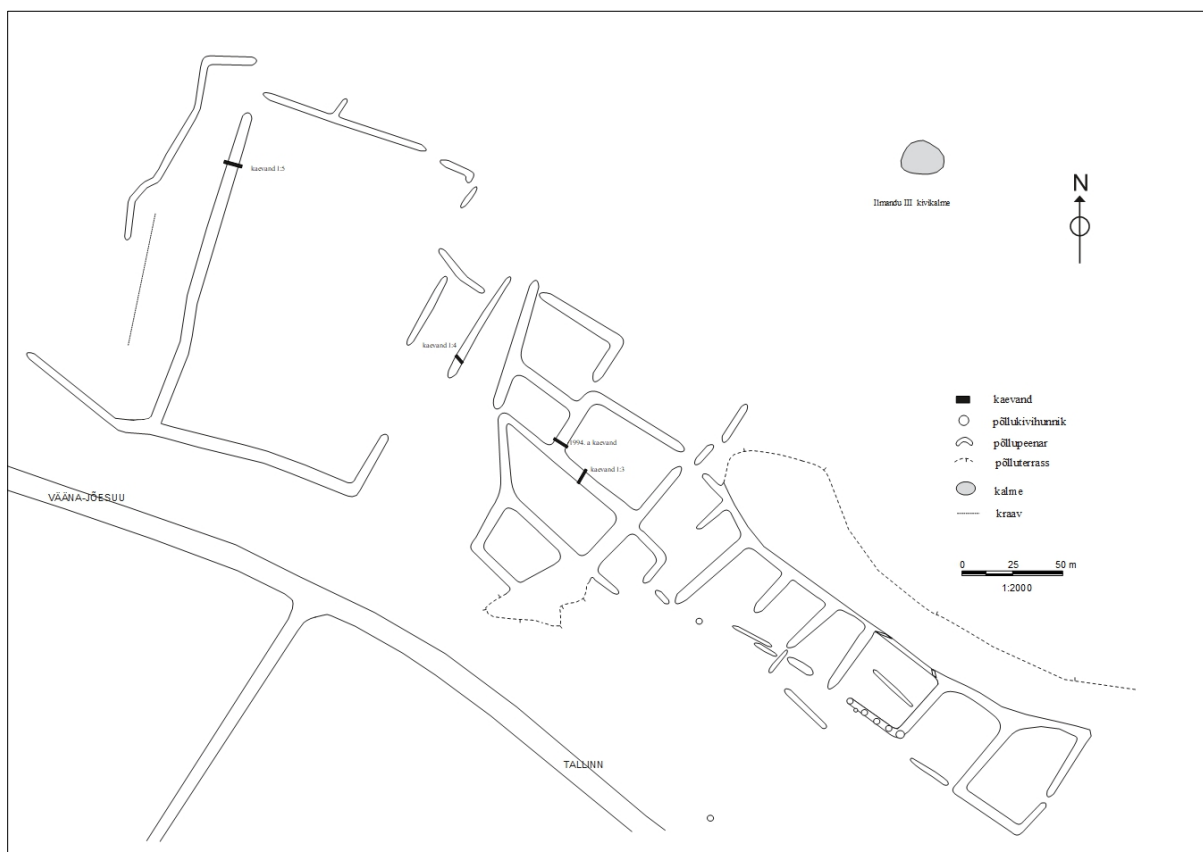 kaevand I:5
Ilmandu III kivikalme
N
kaevand I:4
1994. a kaevand
kaevand I:3
kaevand
põllukivihunnik
põllupeenar
põlluterrass
kalme
kraav
0 25 50 m
1:2000
VÄÄNA-JÕESUU
TALLINN